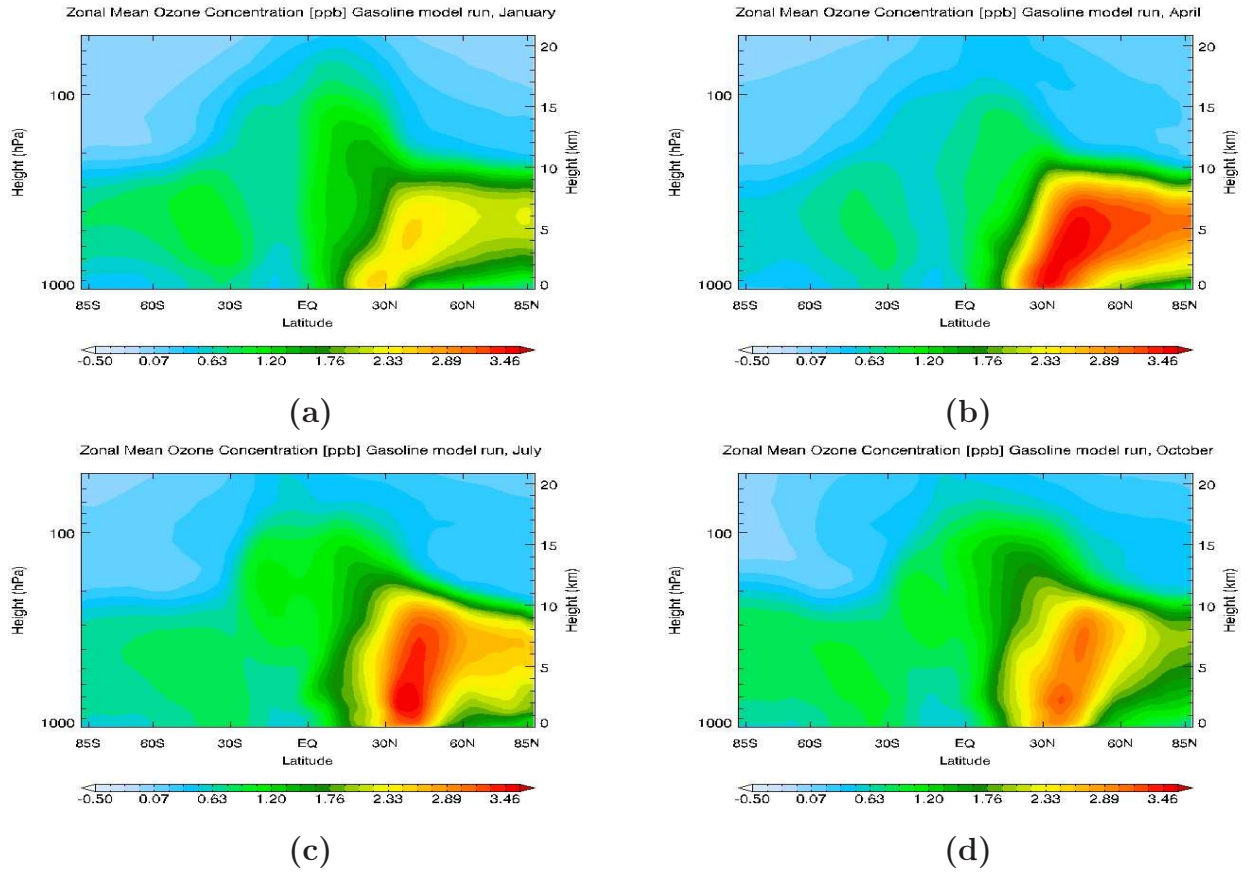 Zonal Mean Ozone Concentration [ppb] Gasoline model run, January
Height (hPa)
100
1000
20
15
10
5
0
Height (km)
85S 60S 30S EQ 30N 60N 85N
Latitude
-0.50 0.07 0.63 1.20 1.76 2.33 2.89 3.46
(a)
Zonal Mean Ozone Concentration [ppb] Gasoline model run, April
Height (hPa)
100
1000
20
15
10
5
0
Height (km)
85S 60S 30S EQ 30N 60N 85N
Latitude
-0.50 0.07 0.63 1.20 1.76 2.33 2.89 3.46
(b)
Zonal Mean Ozone Concentration [ppb] Gasoline model run, July
Height (hPa)
100
1000
20
15
10
5
0
Height (km)
85S 60S 30S EQ 30N 60N 85N
Latitude
-0.50 0.07 0.63 1.20 1.76 2.33 2.89 3.46
(c)
Zonal Mean Ozone Concentration [ppb] Gasoline model run, October
Height (hPa)
100
1000
20
15
10
5
0
Height (km)
85S 60S 30S EQ 30N 60N 85N
Latitude
-0.50 0.07 0.63 1.20 1.76 2.33 2.89 3.46
(d)